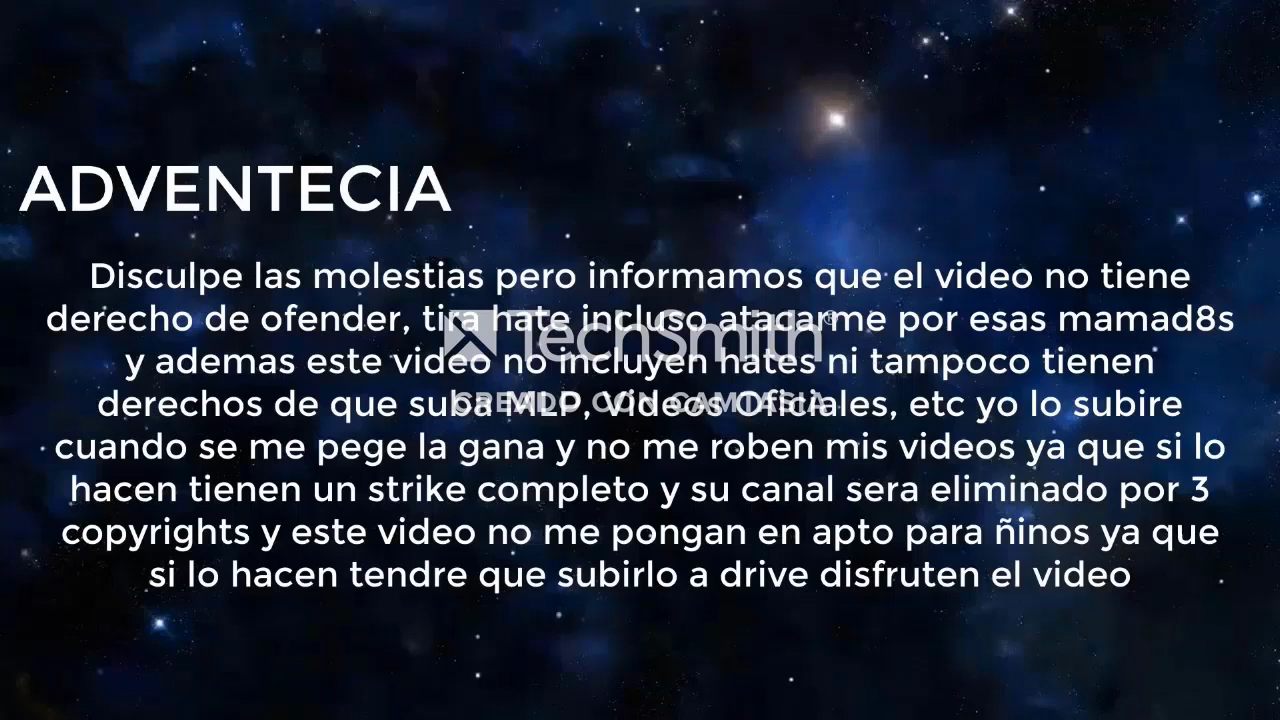 ADVENTECIA
Disculpe las molestias pero informamos que el video no tiene
derecho de ofender, tira hate incluso atacarme por esas mamad8s
y ademas este video no incluyen hates ni tampoco tienen
derechos de que suba MLP, Videos Oficiales, etc yo lo subire
cuando se me pege la gana y no me roben mis videos ya que si lo
hacen tienen un strike completo y su canal sera eliminado por 3
copyrights y este video no me pongan en apto para ñinos ya que
si lo hacen tendre que subirlo a drive disfruten el video
TechSmith®
CREADO CON CAMTASIA